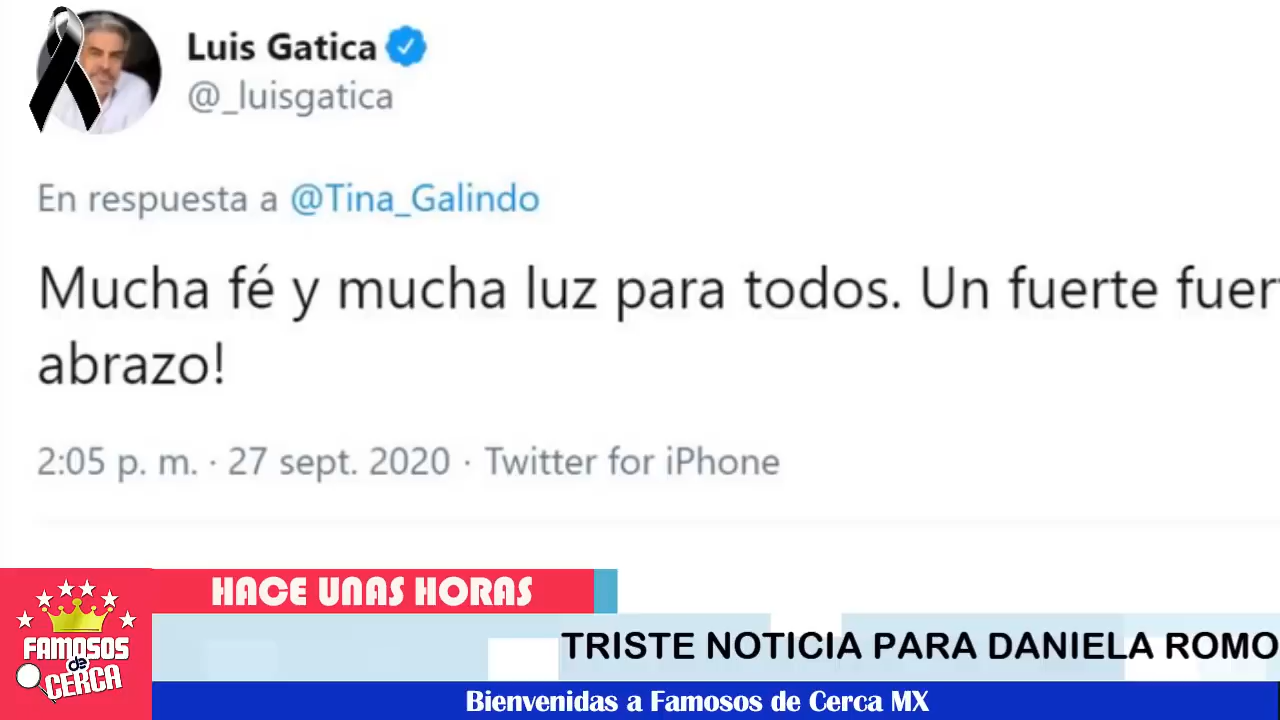 Luis Gatica
@_luisgatica
En respuesta a @Tina_Galindo
Mucha fé y mucha luz para todos. Un fuerte fuer
abrazo!
2:05 p. m. · 27 sept. 2020 · Twitter for iPhone
HACE UNAS HORAS
FAMOSOS
de
CERCA
TRISTE NOTICIA PARA DANIELA ROMO
Bienvenidas a Famosos de Cerca MX